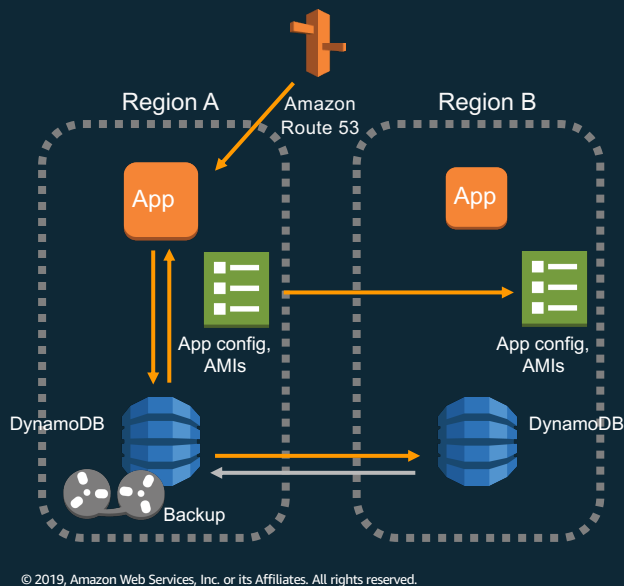 Region A
Amazon
Route 53
Region B
App
App
App config,
AMIs
App config,
AMIs
DynamoDB
DynamoDB
Backup
© 2019, Amazon Web Services, Inc. or its Affiliates. All rights reserved.